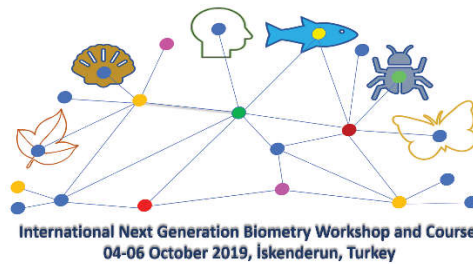 International Next Generation Biometry Workshop and Course
04-06 October 2019, İskenderun, Turkey